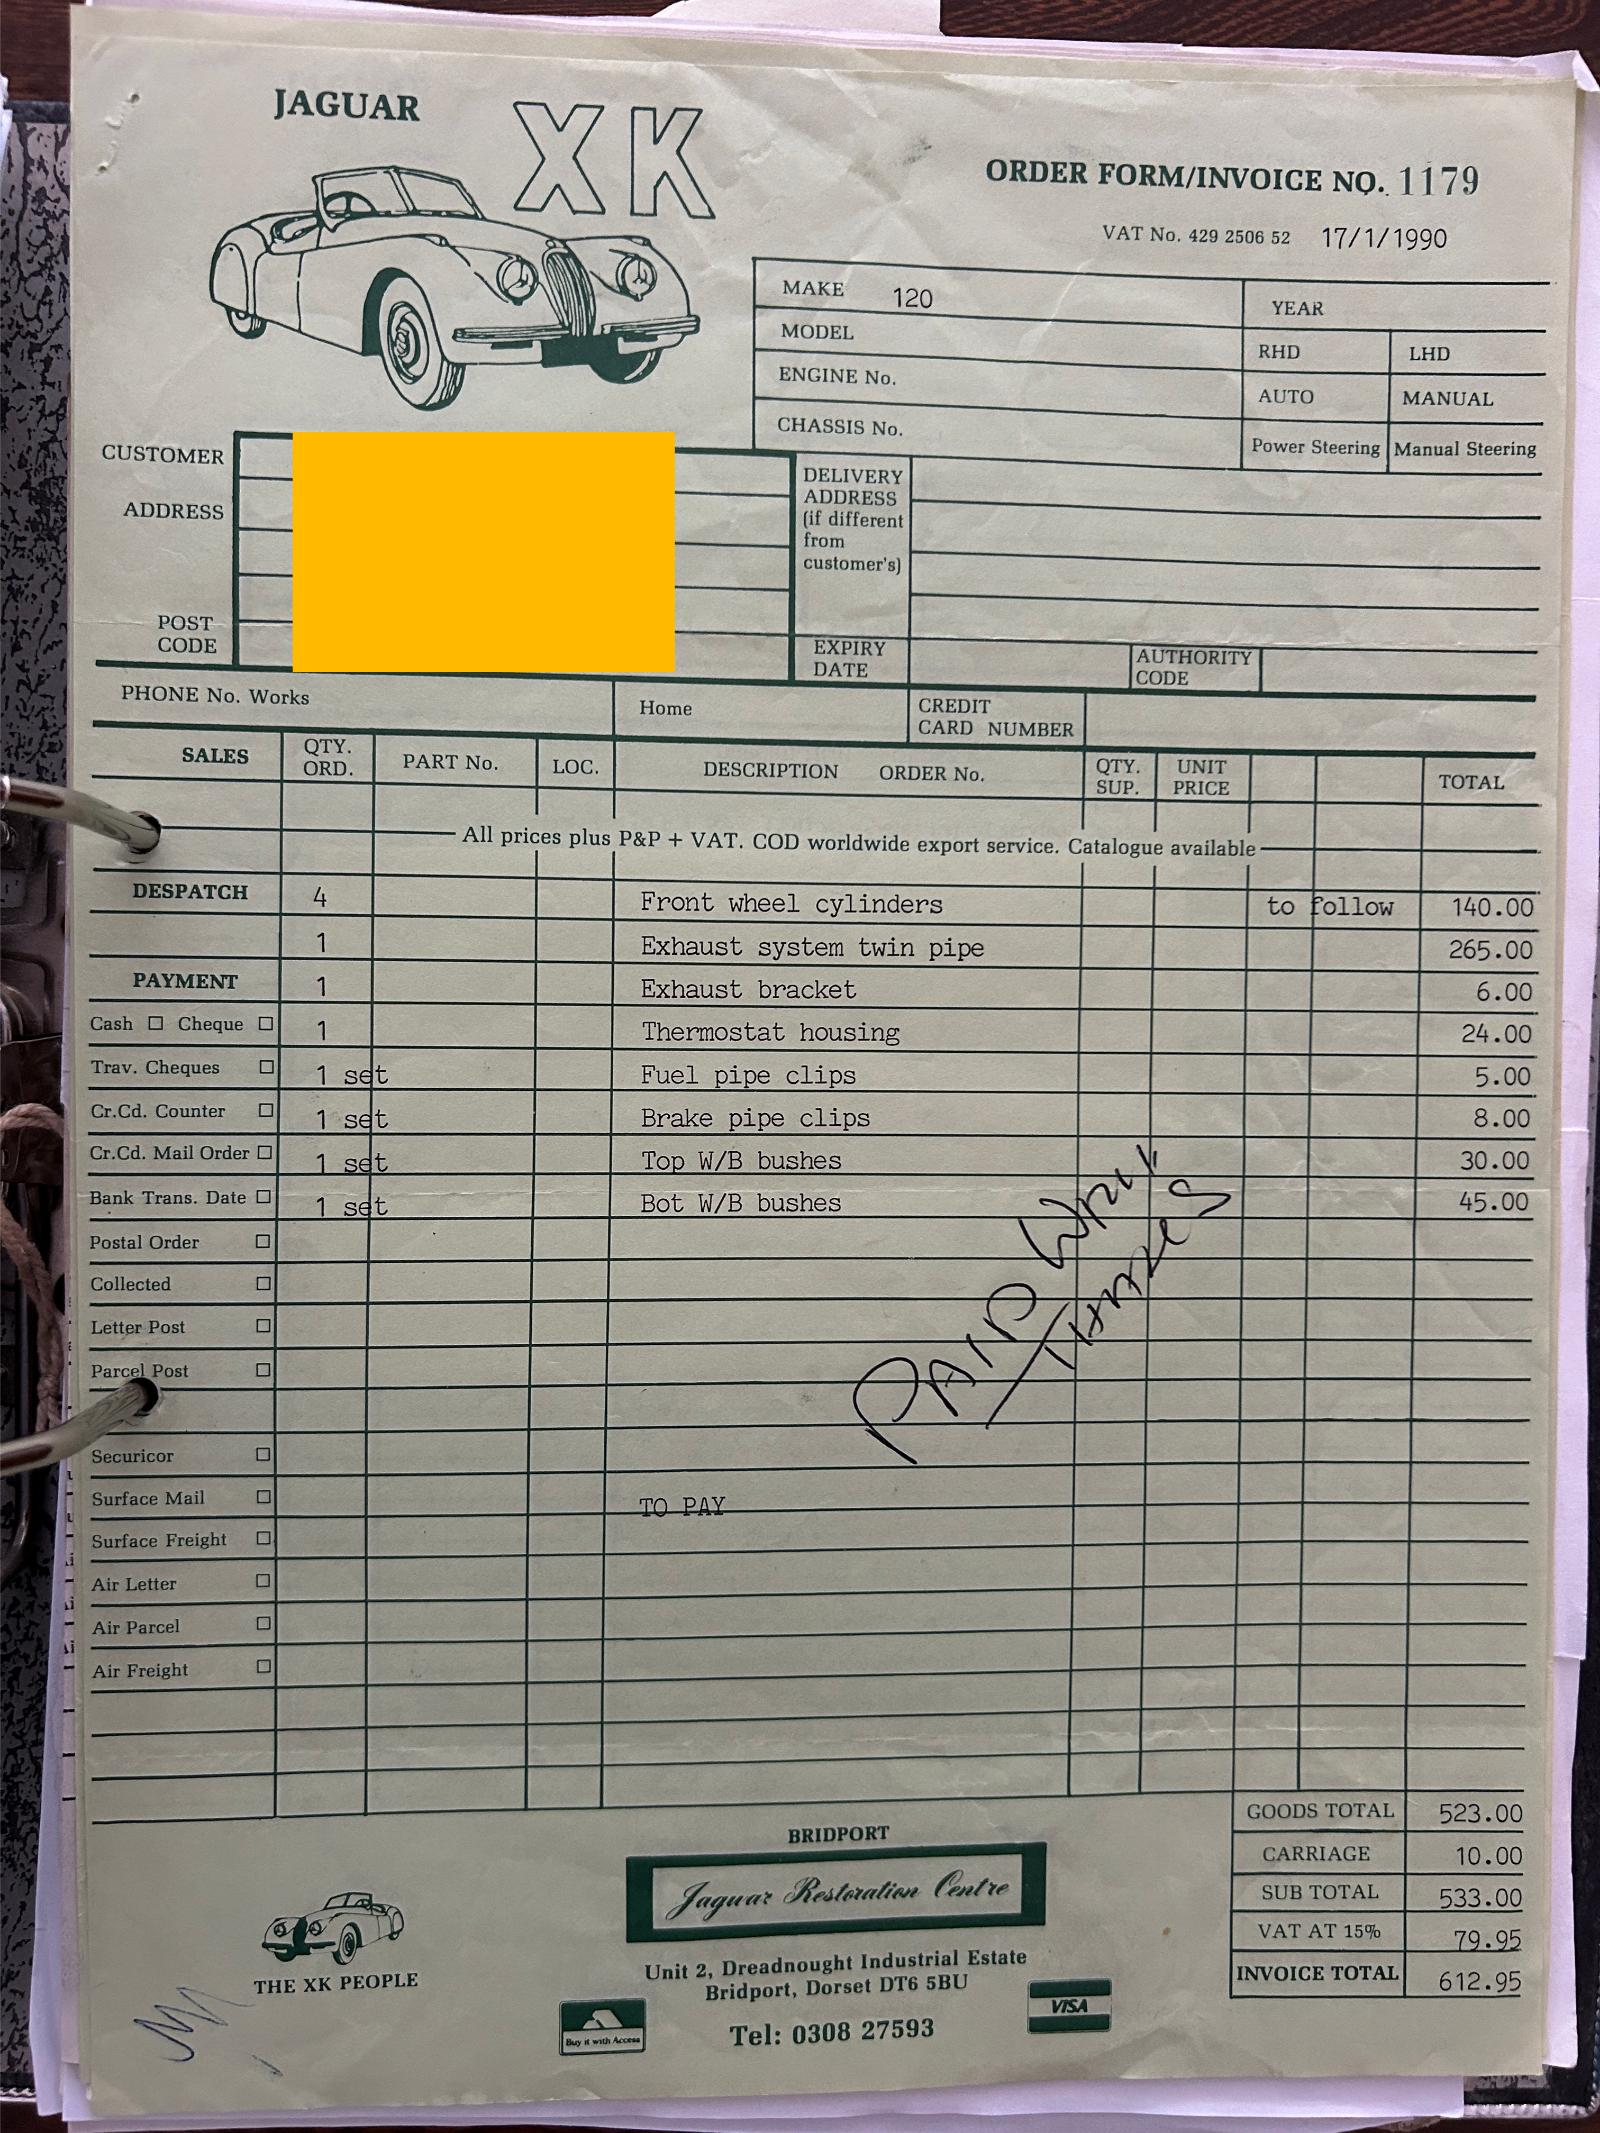 JAGUAR XK
ORDER FORM/INVOICE NO. 1179
VAT No. 429 2506 52 17/1/1990
MAKE 120 YEAR
MODEL RHD LHD
ENGINE No. AUTO MANUAL
CHASSIS No. Power Steering Manual Steering
CUSTOMER
ADDRESS
POST
CODE
DELIVERY
ADDRESS
(if different
from
customer's)
EXPIRY
DATE
AUTHORITY
CODE
PHONE No. Works Home CREDIT
CARD NUMBER
SALES QTY.
ORD. PART No. LOC. DESCRIPTION ORDER No. QTY.
SUP. UNIT
PRICE TOTAL
All prices plus P&P + VAT. COD worldwide export service. Catalogue available
DESPATCH 4 Front wheel cylinders to follow 140.00
1 Exhaust system twin pipe 265.00
PAYMENT 1 Exhaust bracket 6.00
Cash Cheque 1 Thermostat housing 24.00
Trav. Cheques 1 set Fuel pipe clips 5.00
Cr.Cd. Counter 1 set Brake pipe clips 8.00
Cr.Cd. Mail Order 1 set Top W/B bushes 30.00
Bank Trans. Date 1 set Bot W/B bushes 45.00
Postal Order
Collected
Letter Post
Parcel Post
PAID WITH
THANKS
Securicor
Surface Mail TO PAY
Surface Freight
Air Letter
Air Parcel
Air Freight
GOODS TOTAL 523.00
CARRIAGE 10.00
SUB TOTAL 533.00
VAT AT 15% 79.95
INVOICE TOTAL 612.95
BRIDPORT
Jaguar Restoration Centre
Unit 2, Dreadnought Industrial Estate
Bridport, Dorset DT6 5BU
Tel: 0308 27593
THE XK PEOPLE
Buy it with Access
VISA